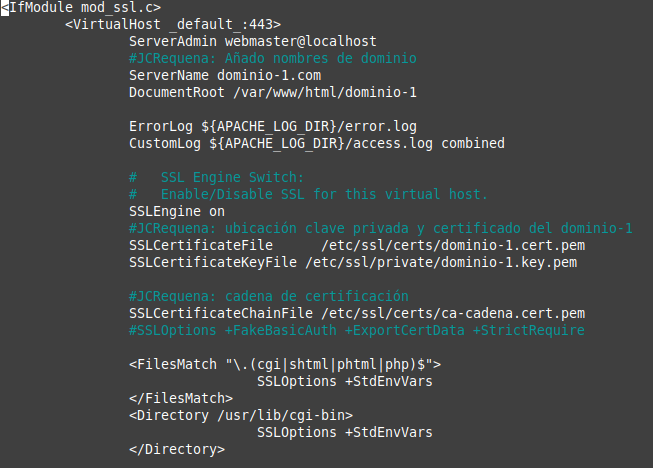 <IfModule mod_ssl.c>
<VirtualHost _default_:443>
ServerAdmin webmaster@localhost
#JCRequena: Añado nombres de dominio
ServerName dominio-1.com
DocumentRoot /var/www/html/dominio-1
ErrorLog ${APACHE_LOG_DIR}/error.log
CustomLog ${APACHE_LOG_DIR}/access.log combined
#   SSL Engine Switch:
#   Enable/Disable SSL for this virtual host.
SSLEngine on
#JCRequena: ubicación clave privada y certificado del dominio-1
SSLCertificateFile      /etc/ssl/certs/dominio-1.cert.pem
SSLCertificateKeyFile /etc/ssl/private/dominio-1.key.pem
#JCRequena: cadena de certificación
SSLCertificateChainFile /etc/ssl/certs/ca-cadena.cert.pem
#SSLOptions +FakeBasicAuth +ExportCertData +StrictRequire
<FilesMatch "\.(cgi|shtml|phtml|php)$">
SSLOptions +StdEnvVars
</FilesMatch>
<Directory /usr/lib/cgi-bin>
SSLOptions +StdEnvVars
</Directory>